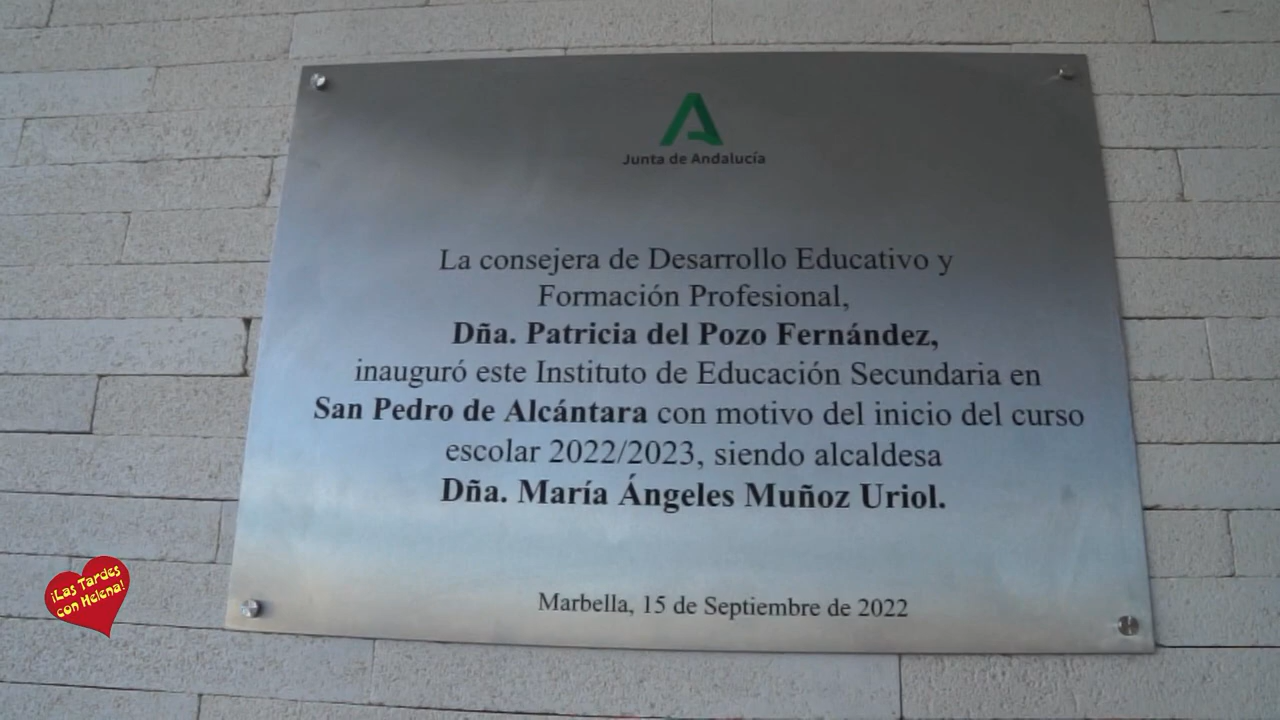 Junta de Andalucía
La consejera de Desarrollo Educativo y
Formación Profesional,
Dña. Patricia del Pozo Fernández,
inauguró este Instituto de Educación Secundaria en
San Pedro de Alcántara con motivo del inicio del curso
escolar 2022/2023, siendo alcaldesa
Dña. María Ángeles Muñoz Uriol.
Marbella, 15 de Septiembre de 2022
¡Las Tardes
con Helena!